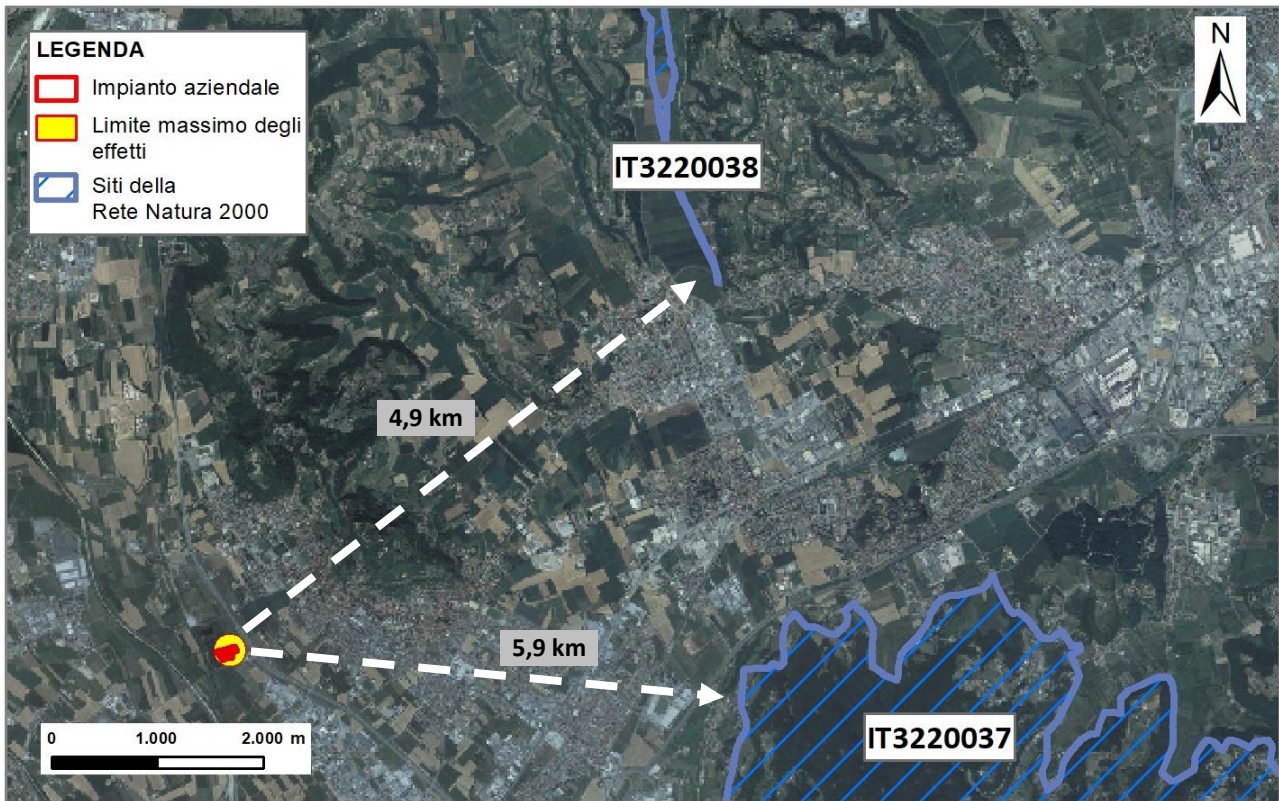 LEGENDA
Impianto aziendale
Limite massimo degli
effetti
Siti della
Rete Natura 2000
N
IT3220038
4,9 km
5,9 km
IT3220037
0 1.000 2.000 m